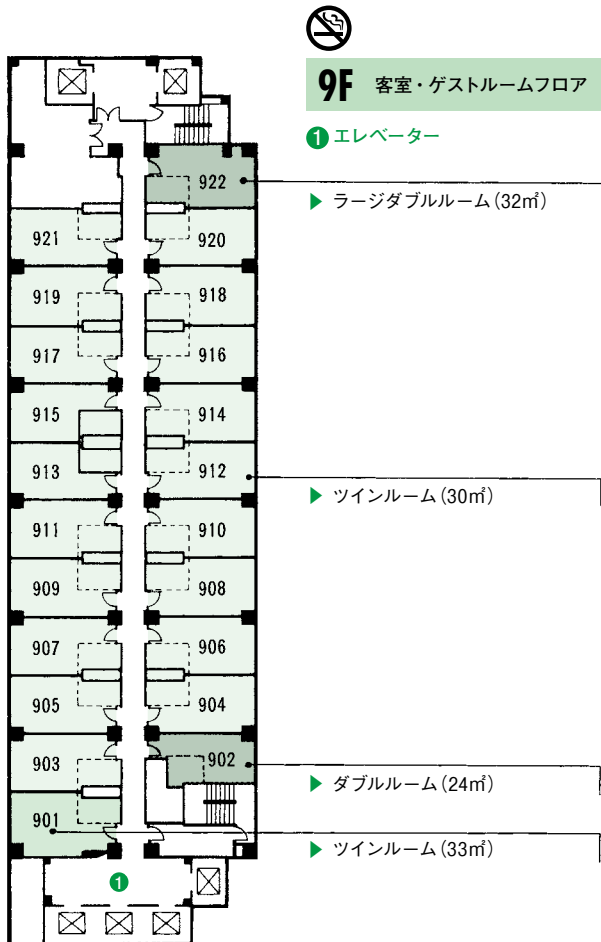 9F 客室・ゲストルームフロア
1 エレベーター
922
▶ ラージダブルルーム（32㎡）
921 920
919 918
917 916
915 914
913 912
▶ ツインルーム（30㎡）
911 910
909 908
907 906
905 904
903 902
▶ ダブルルーム（24㎡）
901
▶ ツインルーム（33㎡）
1